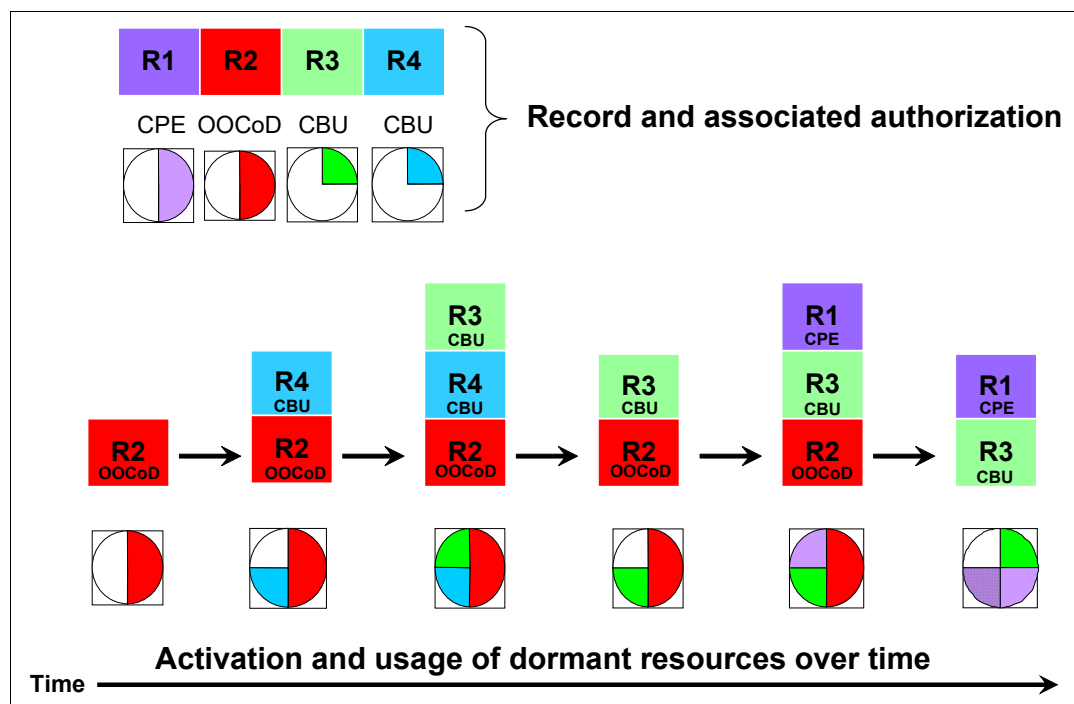 R1 R2 R3 R4
CPE OOCoD CBU CBU
Record and associated authorization
R2
OOCoD
R4
CBU
R2
OOCoD
R3
CBU
R4
CBU
R2
OOCoD
R3
CBU
R2
OOCoD
R1
CPE
R3
CBU
R2
OOCoD
R1
CPE
R3
CBU
Activation and usage of dormant resources over time
Time